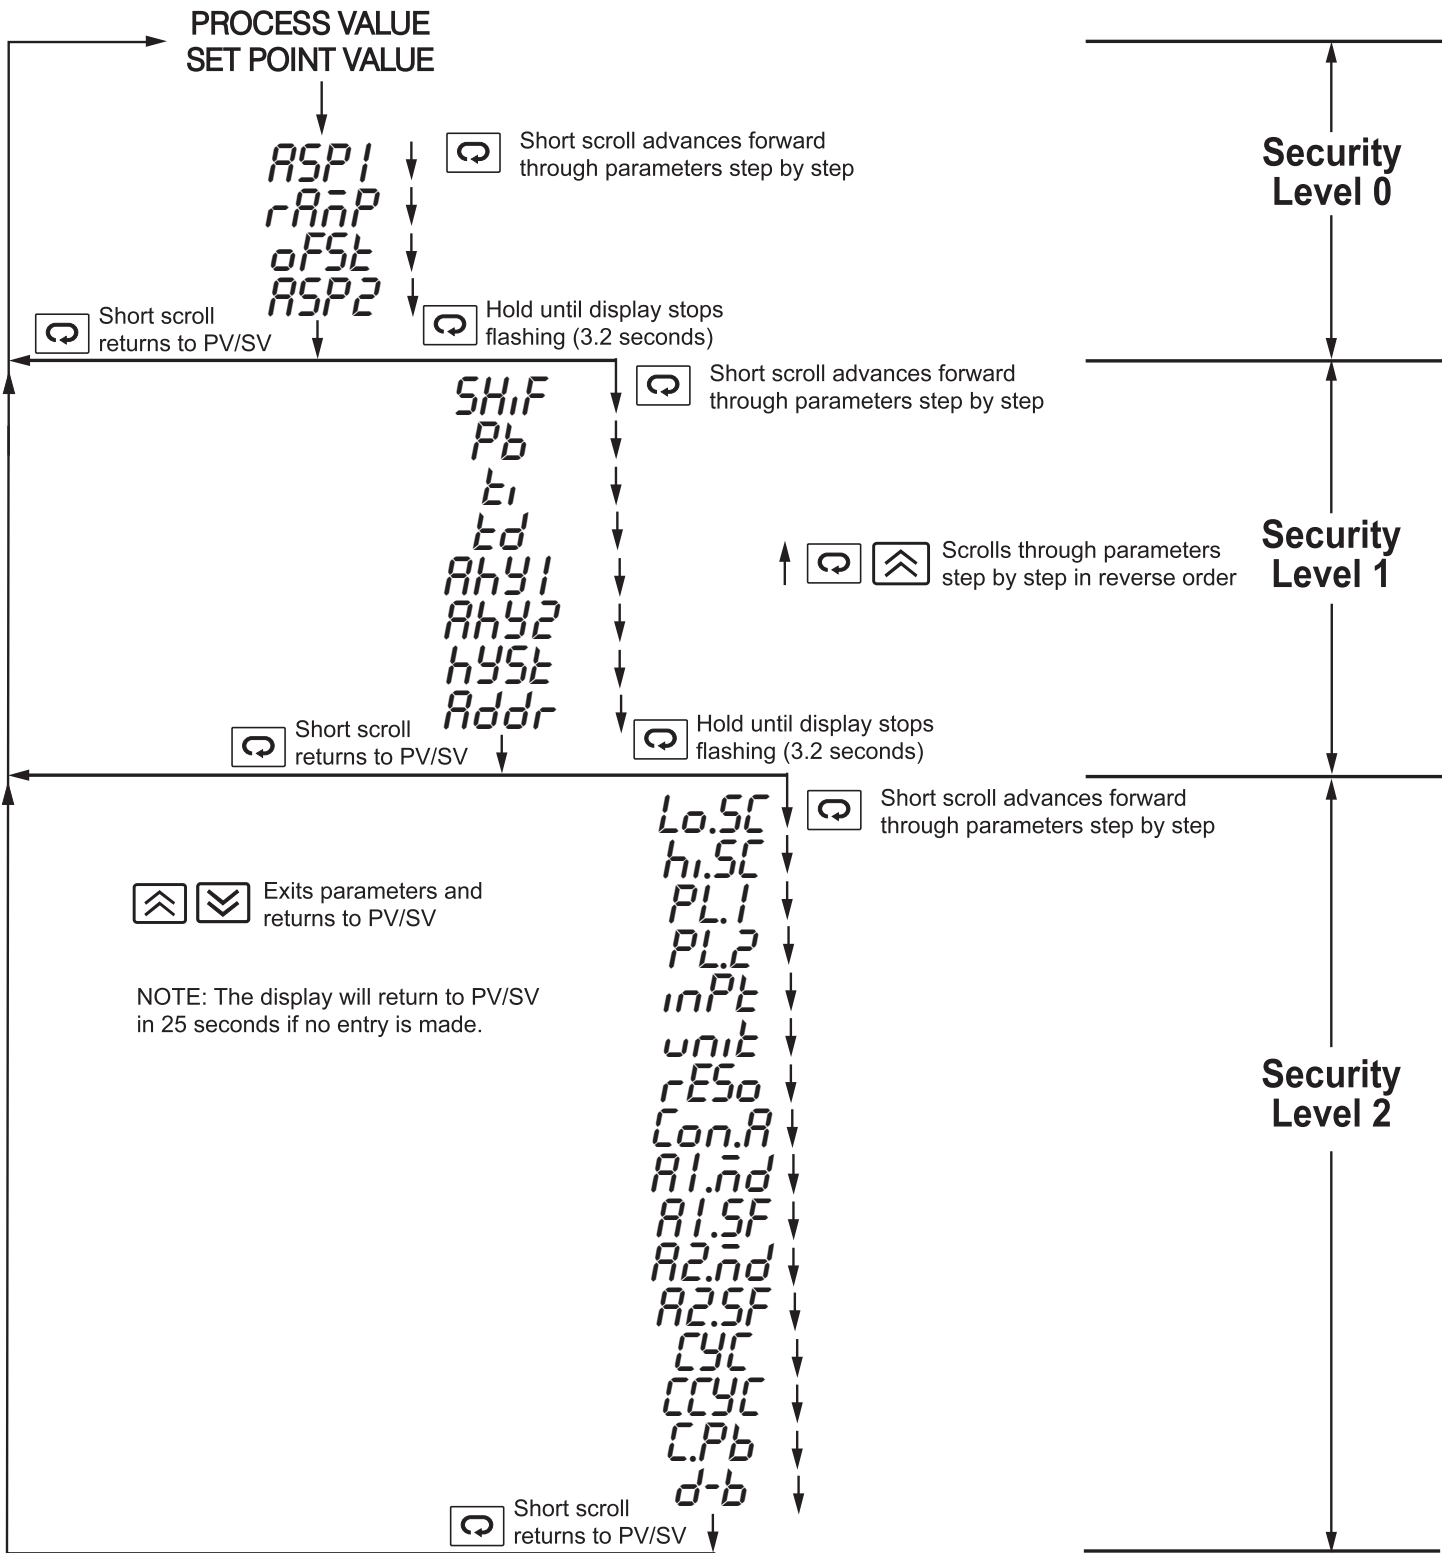 PROCESS VALUE
SET POINT VALUE
ASP1
Short scroll advances forward
through parameters step by step
Security
Level 0
rAmP
oFSt
ASP2
Short scroll
returns to PV/SV
Hold until display stops
flashing (3.2 seconds)
SHiF
Short scroll advances forward
through parameters step by step
Pb
ti
td
Scrolls through parameters
step by step in reverse order
Security
Level 1
AhY1
AhY2
hYSt
Addr
Short scroll
returns to PV/SV
Hold until display stops
flashing (3.2 seconds)
Lo.SC
Short scroll advances forward
through parameters step by step
hi.SC
PL.1
Exits parameters and
returns to PV/SV
PL.2
inPt
NOTE: The display will return to PV/SV
in 25 seconds if no entry is made.
unit
rESo
Security
Level 2
Con.A
A1.md
A1.SF
A2.md
A2.SF
CYC
CCYC
C.Pb
d-b
Short scroll
returns to PV/SV